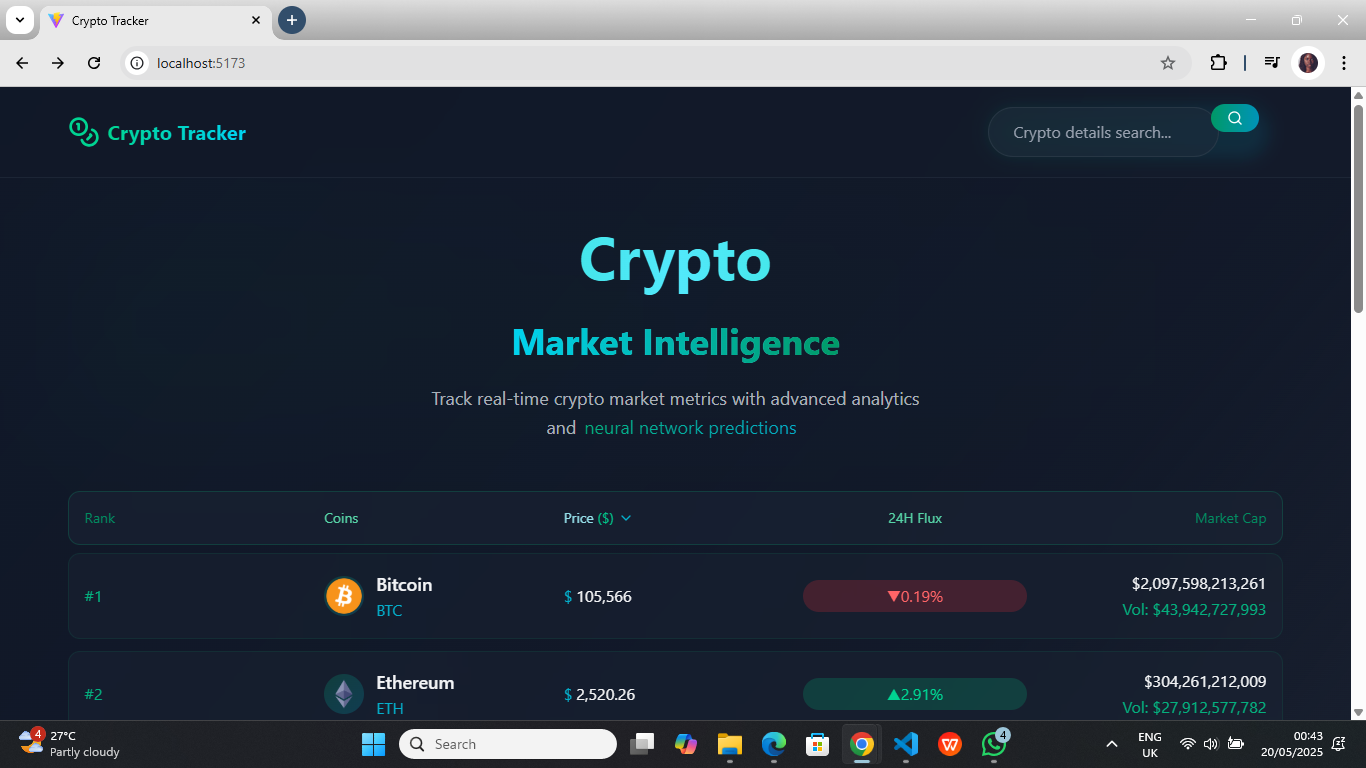 Crypto Tracker
localhost:5173
Crypto Tracker
Crypto details search...
Crypto
Market Intelligence
Track real-time crypto market metrics with advanced analytics
and neural network predictions
Rank Coins Price ($) 24H Flux Market Cap
#1 Bitcoin BTC $ 105,566 ▼0.19% $2,097,598,213,261
Vol: $43,942,727,993
#2 Ethereum ETH $ 2,520.26 ▲2.91% $304,261,212,009
Vol: $27,912,577,782
4
27°C
Partly cloudy
Search
W
4
ENG
UK
00:43
20/05/2025